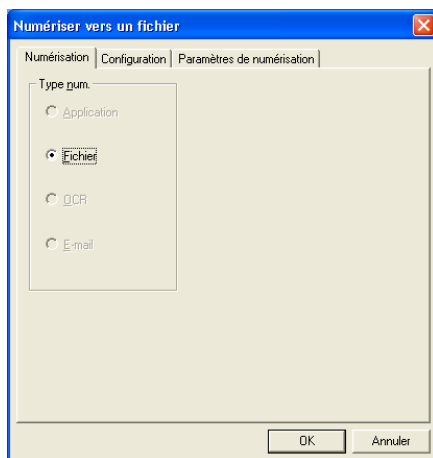 Numériser vers un fichier
Numérisation Configuration Paramètres de numérisation
Type num.
Application
Fichier
OCR
E-mail
OK Annuler